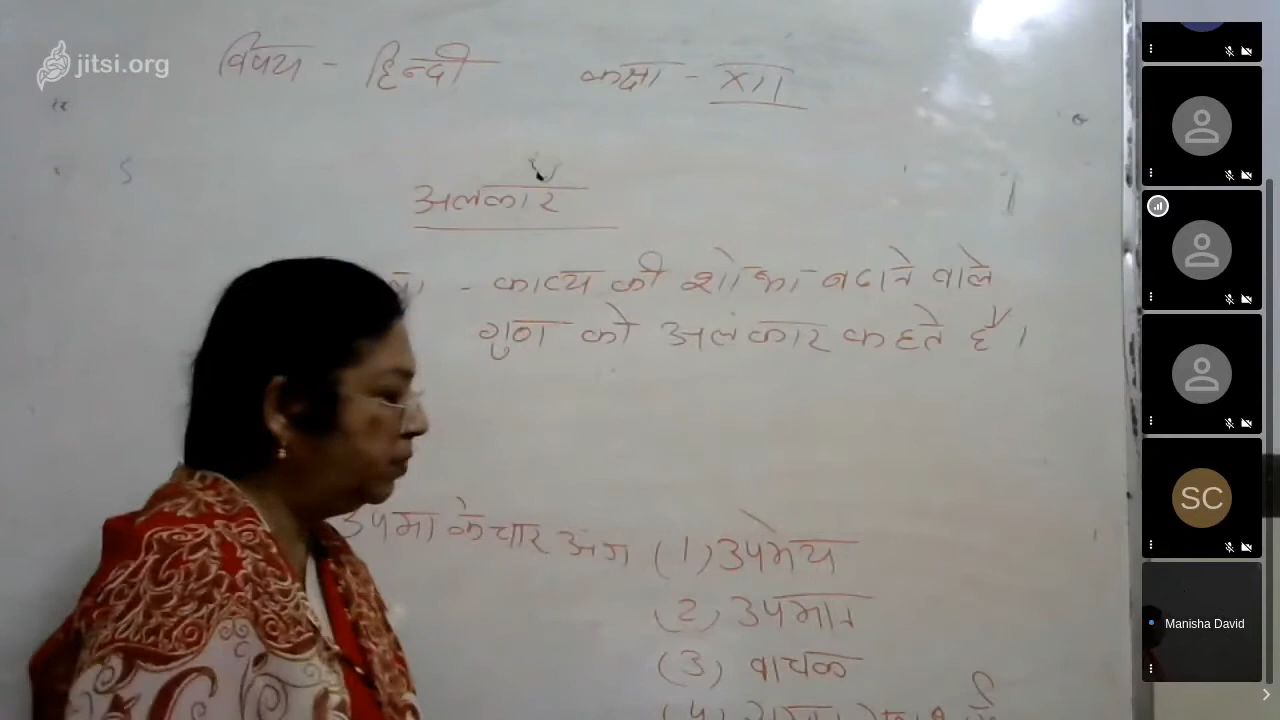 jitsi.org
विषय - हिन्दी कक्षा - XII
अलंकार
- काव्य की शोभा बढाने वाले
गुण को अलंकार कहते हैं।
उपमा के चार अंग (1) उपमेय
(2) उपमान
(3) वाचक
(4)
SC
Manisha David